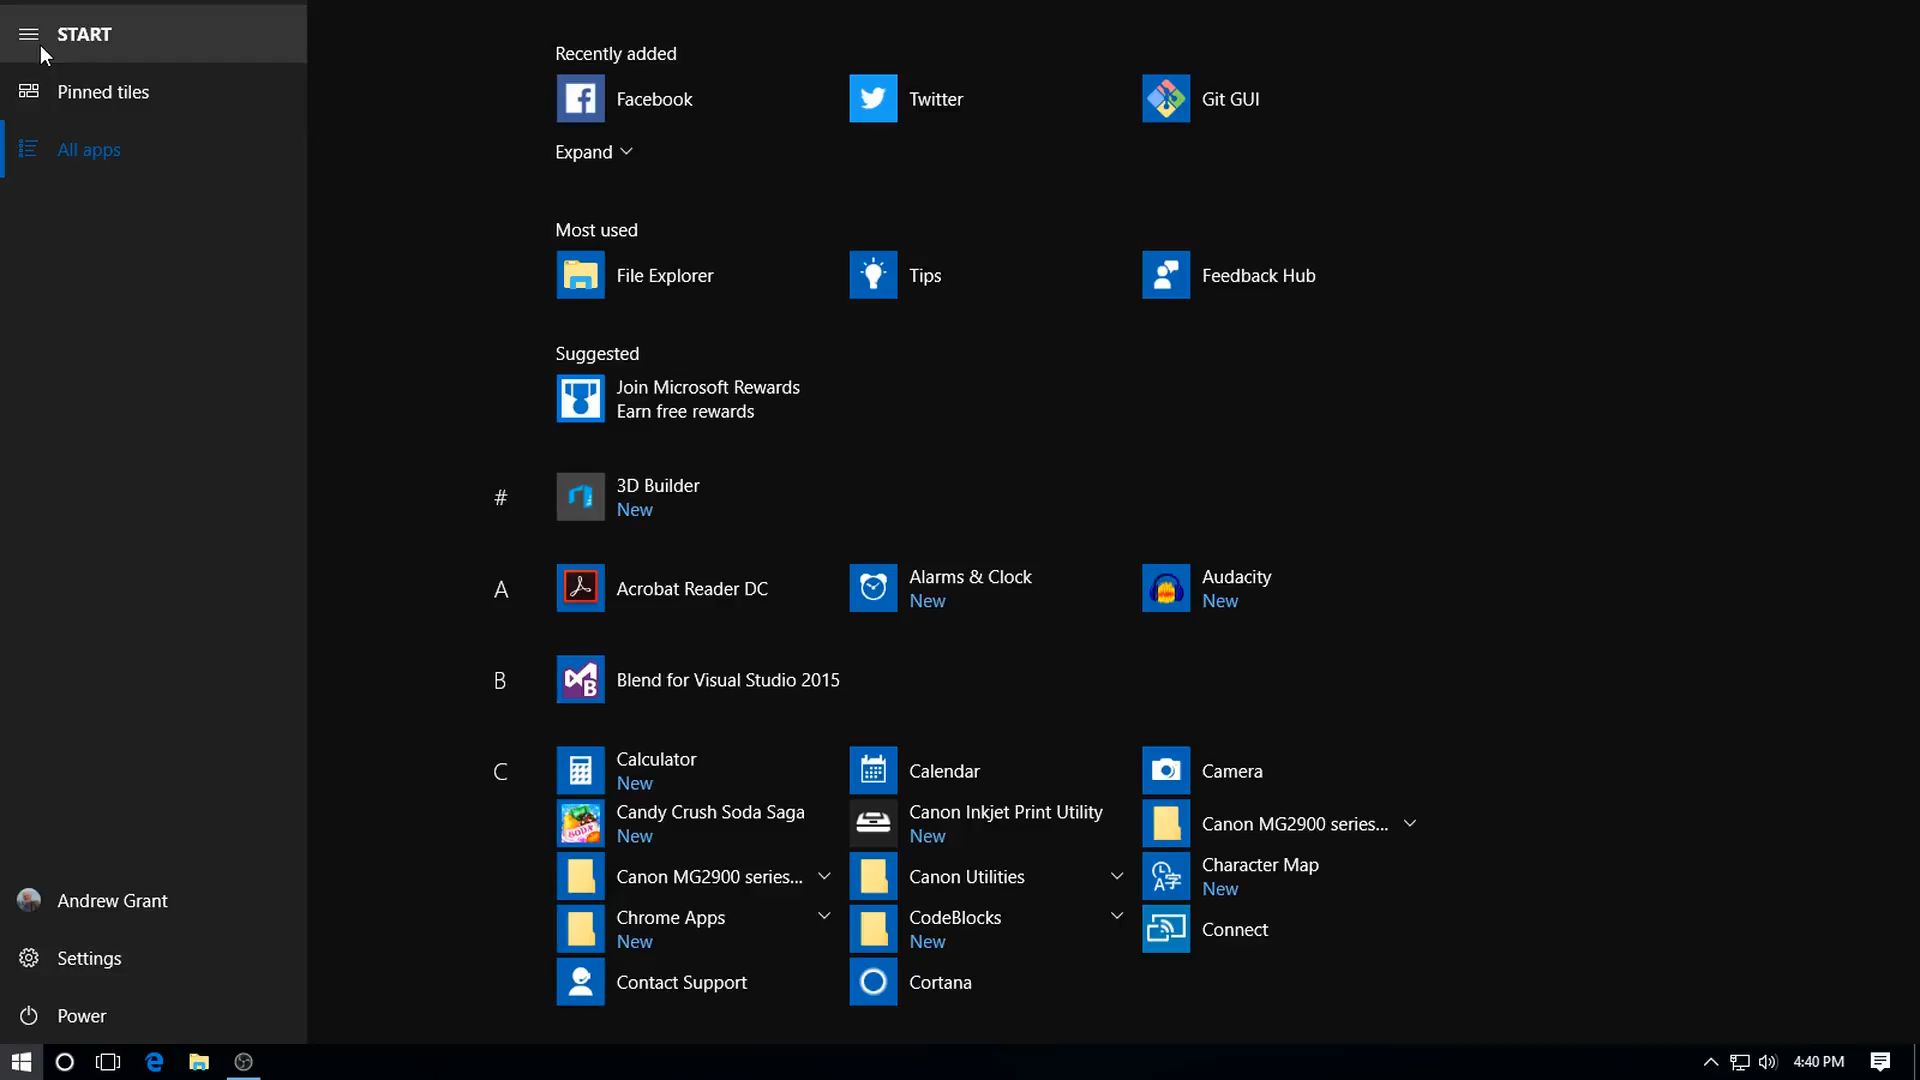 START
Pinned tiles
All apps
Recently added
Facebook
Twitter
Git GUI
Expand
Most used
File Explorer
Tips
Feedback Hub
Suggested
Join Microsoft Rewards
Earn free rewards
#
3D Builder
New
A
Acrobat Reader DC
Alarms & Clock
New
Audacity
New
B
Blend for Visual Studio 2015
C
Calculator
New
Calendar
Camera
Candy Crush Soda Saga
New
Canon Inkjet Print Utility
New
Canon MG2900 series...
Canon MG2900 series...
Canon Utilities
Character Map
New
Chrome Apps
New
CodeBlocks
New
Connect
Contact Support
Cortana
Andrew Grant
Settings
Power
4:40 PM